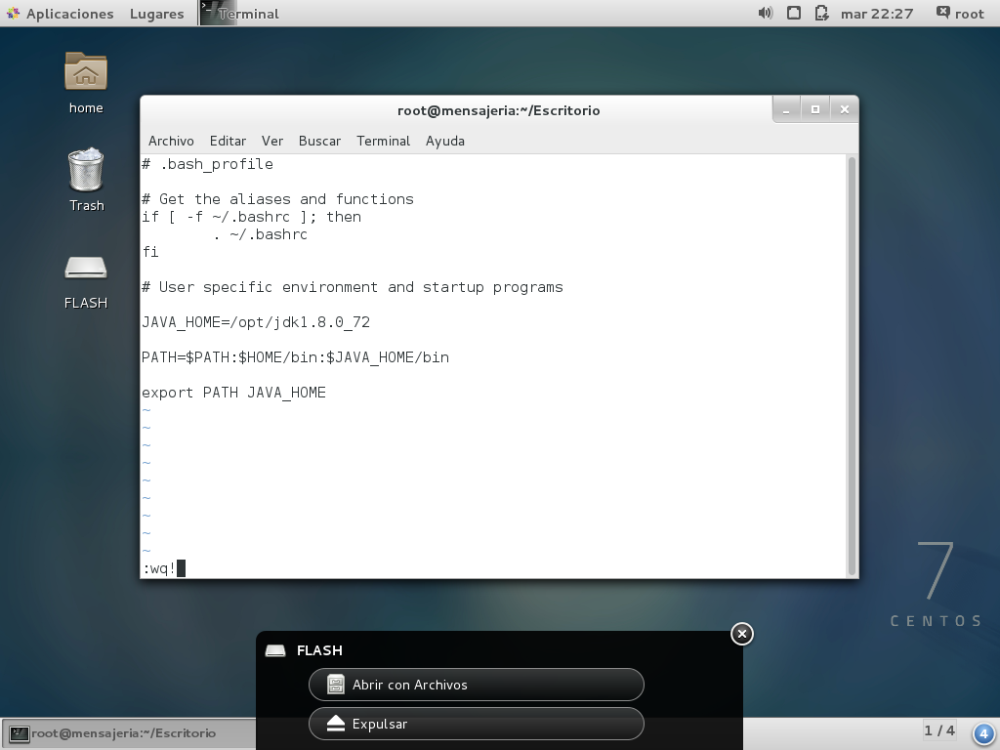 Aplicaciones Lugares Terminal mar 22:27 root
home
Trash
FLASH
root@mensajeria:~/Escritorio
Archivo Editar Ver Buscar Terminal Ayuda
# .bash_profile
# Get the aliases and functions
if [ -f ~/.bashrc ]; then
. ~/.bashrc
fi
# User specific environment and startup programs
JAVA_HOME=/opt/jdk1.8.0_72
PATH=$PATH:$HOME/bin:$JAVA_HOME/bin
export PATH JAVA_HOME
~
~
~
~
~
~
~
~
~
:wq!
7
CENTOS
FLASH
Abrir con Archivos
Expulsar
root@mensajeria:~/Escritorio 1 / 4 4